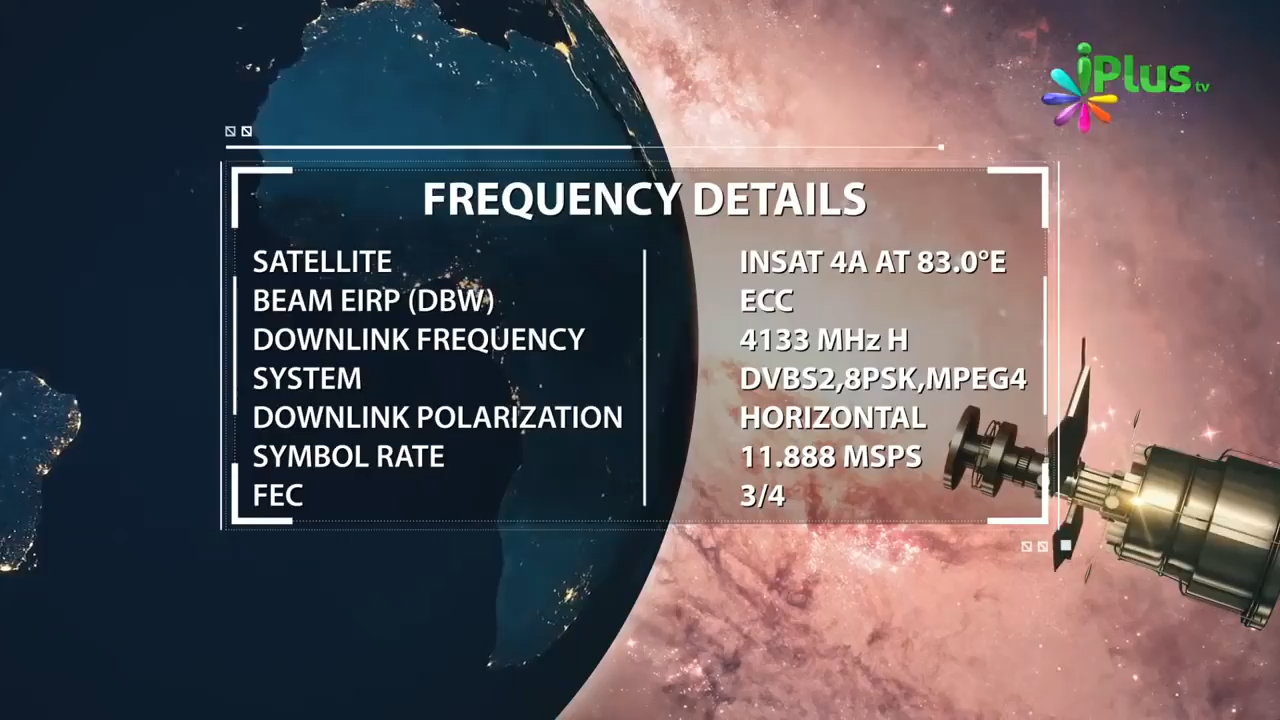 iPlus tv
FREQUENCY DETAILS
SATELLITE INSAT 4A AT 83.0°E
BEAM EIRP (DBW) ECC
DOWNLINK FREQUENCY 4133 MHz H
SYSTEM DVBS2,8PSK,MPEG4
DOWNLINK POLARIZATION HORIZONTAL
SYMBOL RATE 11.888 MSPS
FEC 3/4